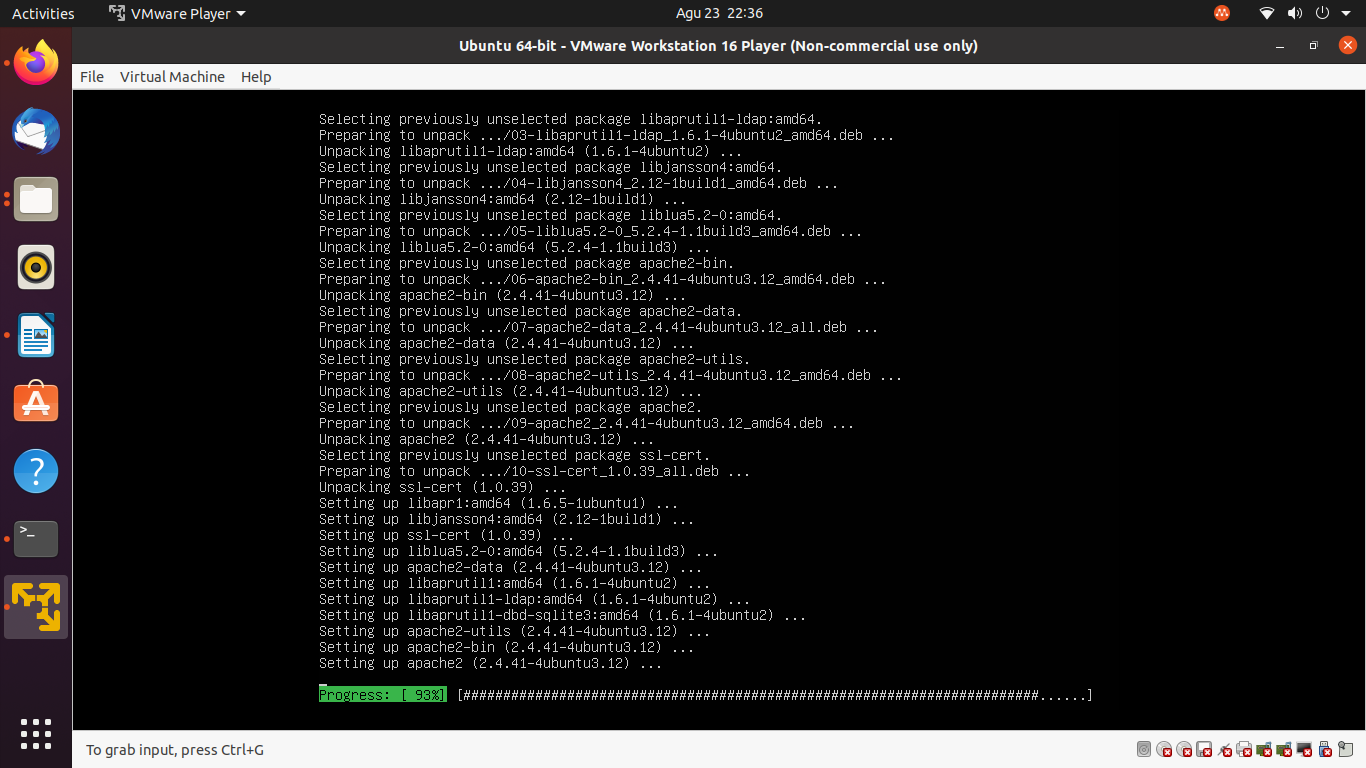 Activities
VMware Player
Agu 23 22:36
Ubuntu 64-bit - VMware Workstation 16 Player (Non-commercial use only)
File Virtual Machine Help
Selecting previously unselected package libaprutil1-ldap:amd64.
Preparing to unpack .../03-libaprutil1-ldap_1.6.1-4ubuntu2_amd64.deb ...
Unpacking libaprutil1-ldap:amd64 (1.6.1-4ubuntu2) ...
Selecting previously unselected package libjansson4:amd64.
Preparing to unpack .../04-libjansson4_2.12-1build1_amd64.deb ...
Unpacking libjansson4:amd64 (2.12-1build1) ...
Selecting previously unselected package liblua5.2-0:amd64.
Preparing to unpack .../05-liblua5.2-0_5.2.4-1.1build3_amd64.deb ...
Unpacking liblua5.2-0:amd64 (5.2.4-1.1build3) ...
Selecting previously unselected package apache2-bin.
Preparing to unpack .../06-apache2-bin_2.4.41-4ubuntu3.12_amd64.deb ...
Unpacking apache2-bin (2.4.41-4ubuntu3.12) ...
Selecting previously unselected package apache2-data.
Preparing to unpack .../07-apache2-data_2.4.41-4ubuntu3.12_all.deb ...
Unpacking apache2-data (2.4.41-4ubuntu3.12) ...
Selecting previously unselected package apache2-utils.
Preparing to unpack .../08-apache2-utils_2.4.41-4ubuntu3.12_amd64.deb ...
Unpacking apache2-utils (2.4.41-4ubuntu3.12) ...
Selecting previously unselected package apache2.
Preparing to unpack .../09-apache2_2.4.41-4ubuntu3.12_amd64.deb ...
Unpacking apache2 (2.4.41-4ubuntu3.12) ...
Selecting previously unselected package ssl-cert.
Preparing to unpack .../10-ssl-cert_1.0.39_all.deb ...
Unpacking ssl-cert (1.0.39) ...
Setting up libapr1:amd64 (1.6.5-1ubuntu1) ...
Setting up libjansson4:amd64 (2.12-1build1) ...
Setting up ssl-cert (1.0.39) ...
Setting up liblua5.2-0:amd64 (5.2.4-1.1build3) ...
Setting up apache2-data (2.4.41-4ubuntu3.12) ...
Setting up libaprutil1:amd64 (1.6.1-4ubuntu2) ...
Setting up libaprutil1-ldap:amd64 (1.6.1-4ubuntu2) ...
Setting up libaprutil1-dbd-sqlite3:amd64 (1.6.1-4ubuntu2) ...
Setting up apache2-utils (2.4.41-4ubuntu3.12) ...
Setting up apache2-bin (2.4.41-4ubuntu3.12) ...
Setting up apache2 (2.4.41-4ubuntu3.12) ...
Progress: [ 93%] [########################################################################......]
To grab input, press Ctrl+G